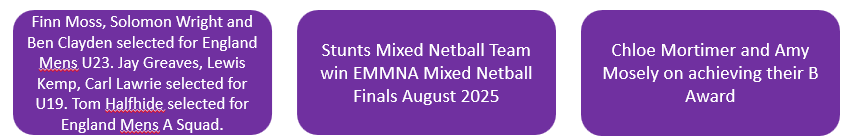 Finn Moss, Solomon Wright and
Ben Clayden selected for England
Mens U23. Jay Greaves, Lewis
Kemp, Carl Lawrie selected for
U19. Tom Halfhide selected for
England Mens A Squad.
Stunts Mixed Netball Team
win EMMNA Mixed Netball
Finals August 2025
Chloe Mortimer and Amy
Mosely on achieving their B
Award